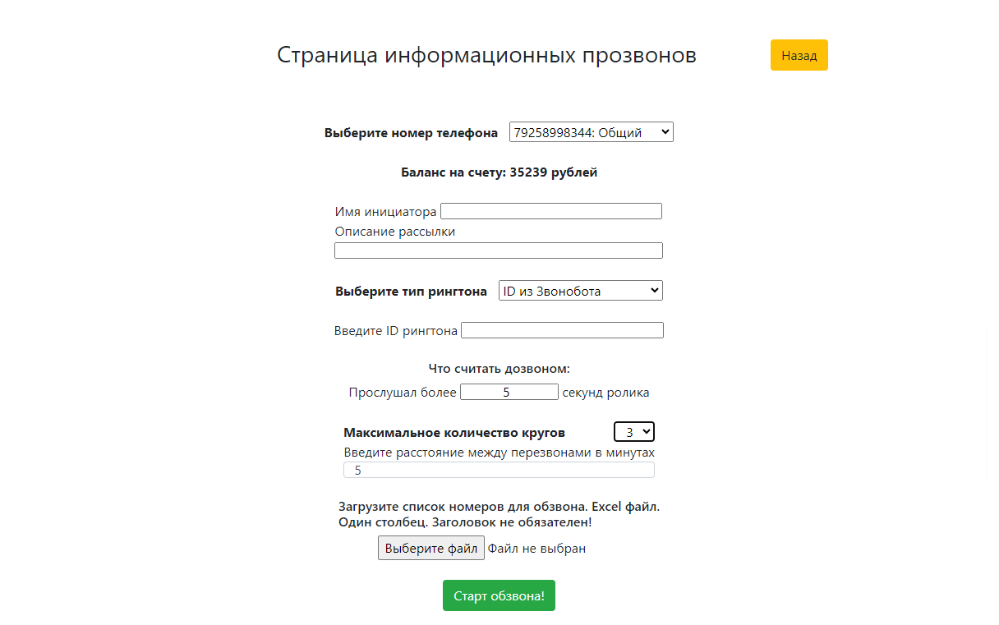 Страница информационных прозвонов Назад
Выберите номер телефона 79258998344: Общий
Баланс на счету: 35239 рублей
Имя инициатора
Описание рассылки
Выберите тип рингтона ID из Звонобота
Введите ID рингтона
Что считать дозвоном:
Прослушал более 5 секунд ролика
Максимальное количество кругов 3
Введите расстояние между перезвонами в минутах
5
Загрузите список номеров для обзвона. Excel файл.
Один столбец. Заголовок не обязателен!
Выберите файл Файл не выбран
Старт обзвона!